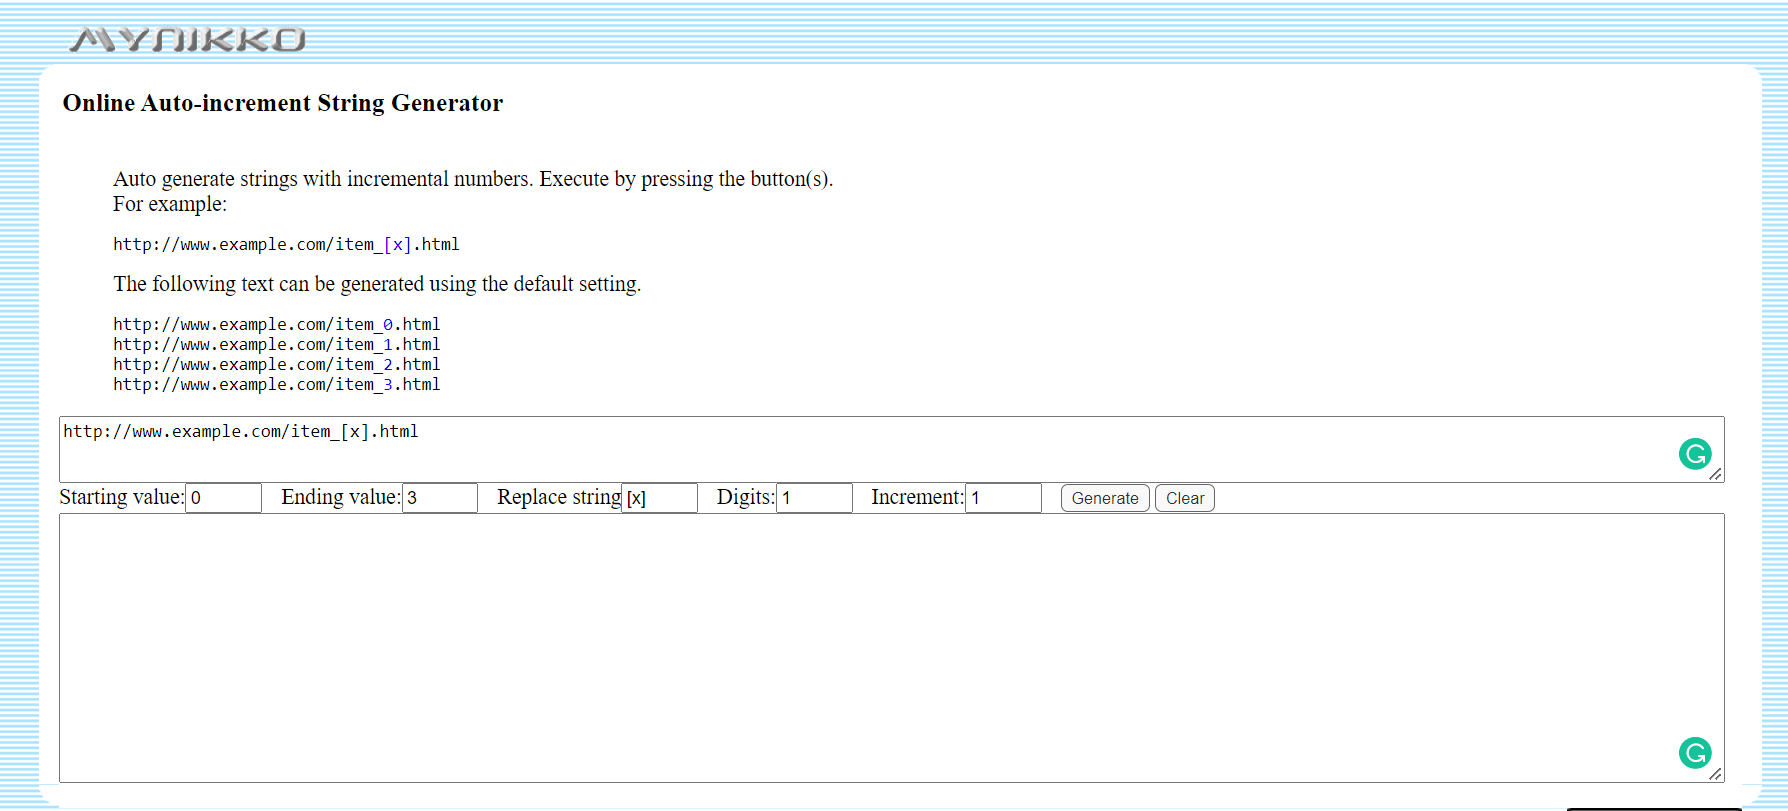 MYNIKKO
Online Auto-increment String Generator
Auto generate strings with incremental numbers. Execute by pressing the button(s).
For example:
http://www.example.com/item_[x].html
The following text can be generated using the default setting.
http://www.example.com/item_0.html
http://www.example.com/item_1.html
http://www.example.com/item_2.html
http://www.example.com/item_3.html
http://www.example.com/item_[x].html
Starting value: 0 Ending value: 3 Replace string [x] Digits: 1 Increment: 1 Generate Clear